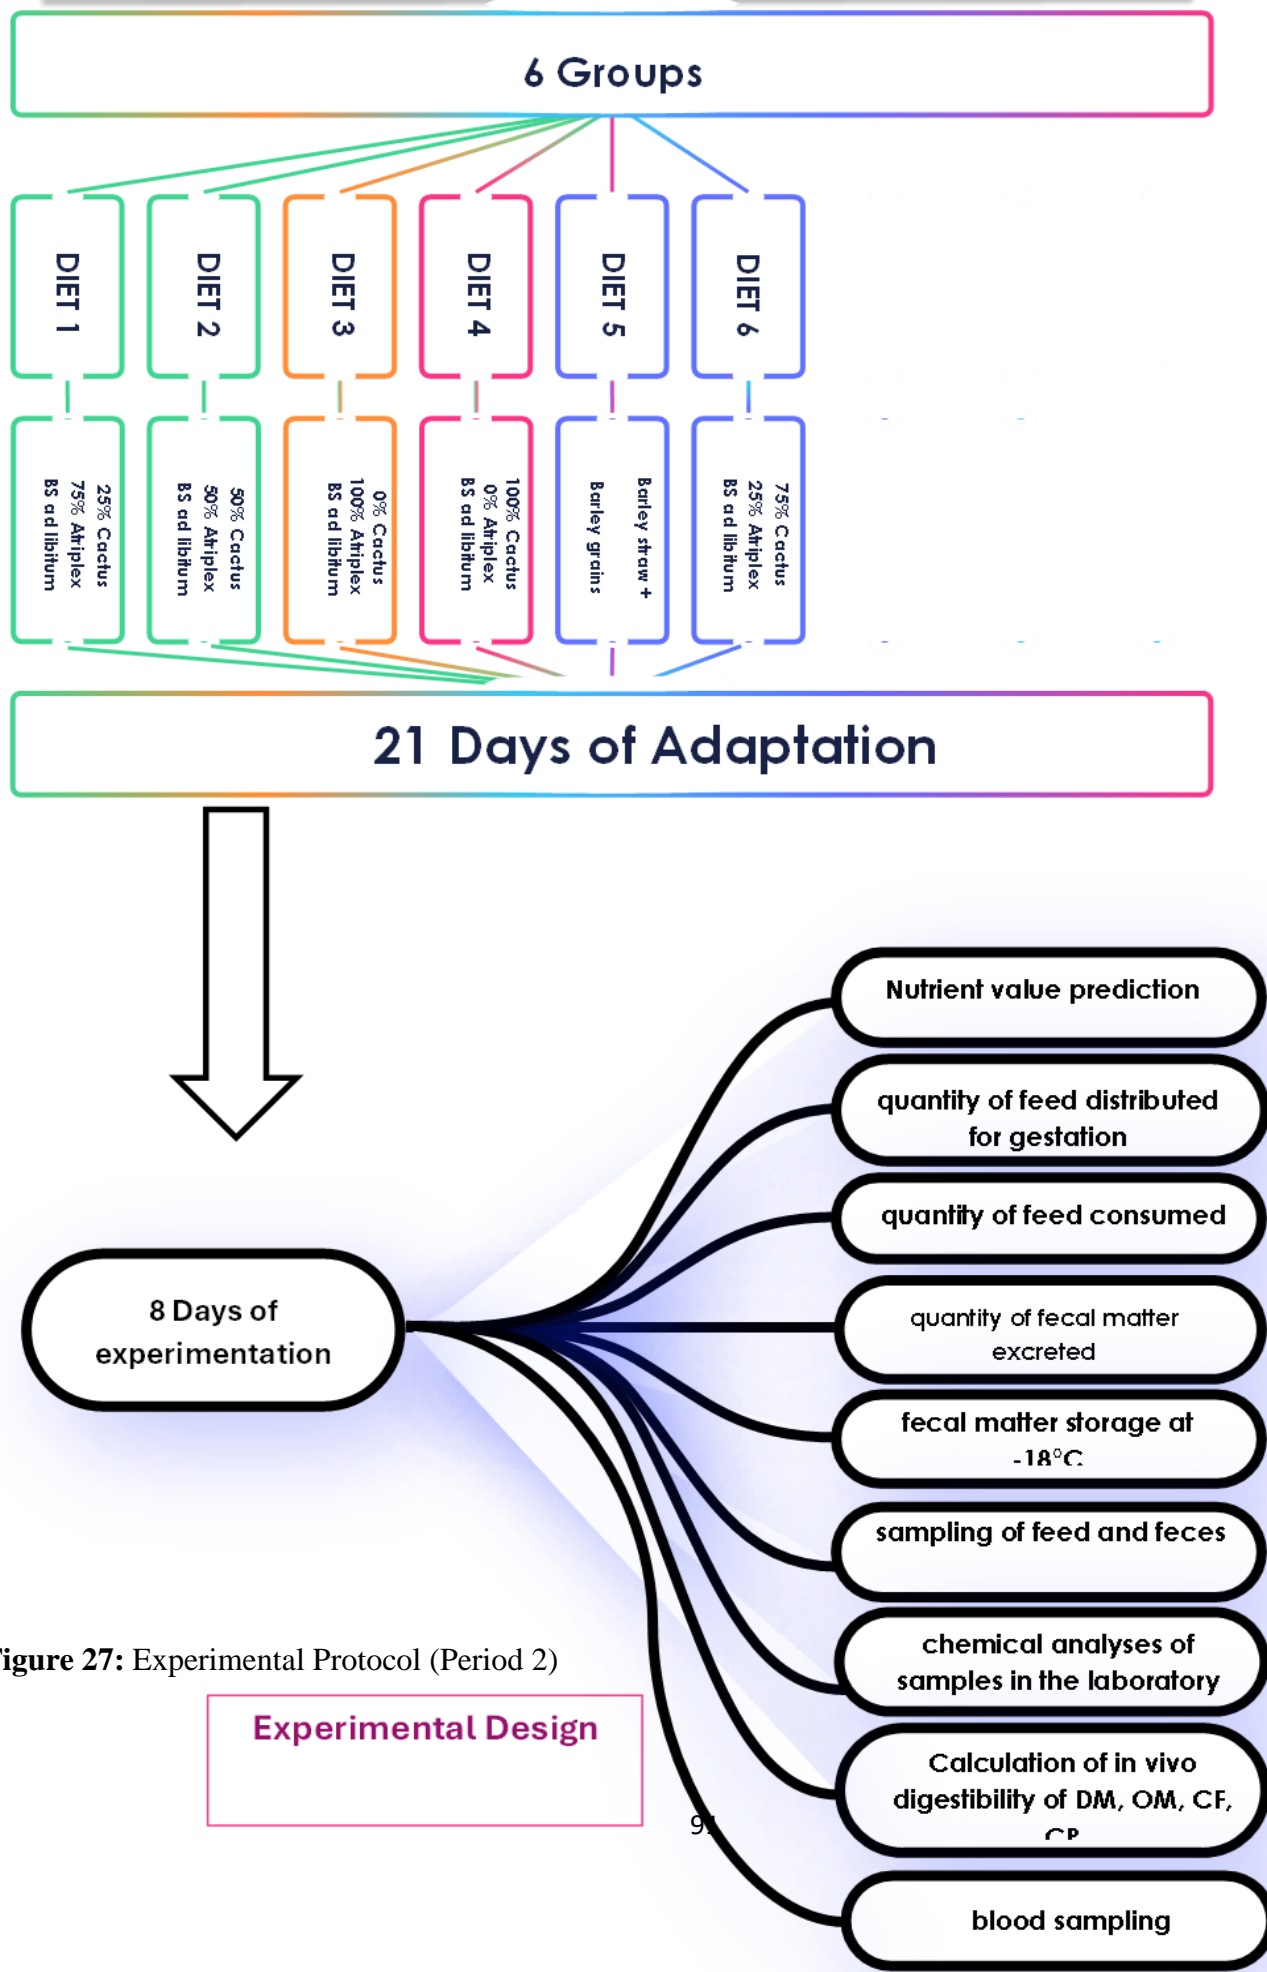 6 Groups
DIET 1
DIET 2
DIET 3
DIET 4
DIET 5
DIET 6
25% Cactus
75% Atriplex
BS ad libitum
50% Cactus
50% Atriplex
BS ad libitum
0% Cactus
100% Atriplex
BS ad libitum
100% Cactus
0% Atriplex
BS ad libitum
Barley straw +
Barley grains
75% Cactus
25% Atriplex
BS ad libitum
21 Days of Adaptation
8 Days of
experimentation
Nutrient value prediction
quantity of feed distributed
for gestation
quantity of feed consumed
quantity of fecal matter
excreted
fecal matter storage at
-18°C
sampling of feed and feces
chemical analyses of
samples in the laboratory
Calculation of in vivo
digestibility of DM, OM, CF,
CP
blood sampling
igure 27: Experimental Protocol (Period 2)
Experimental Design